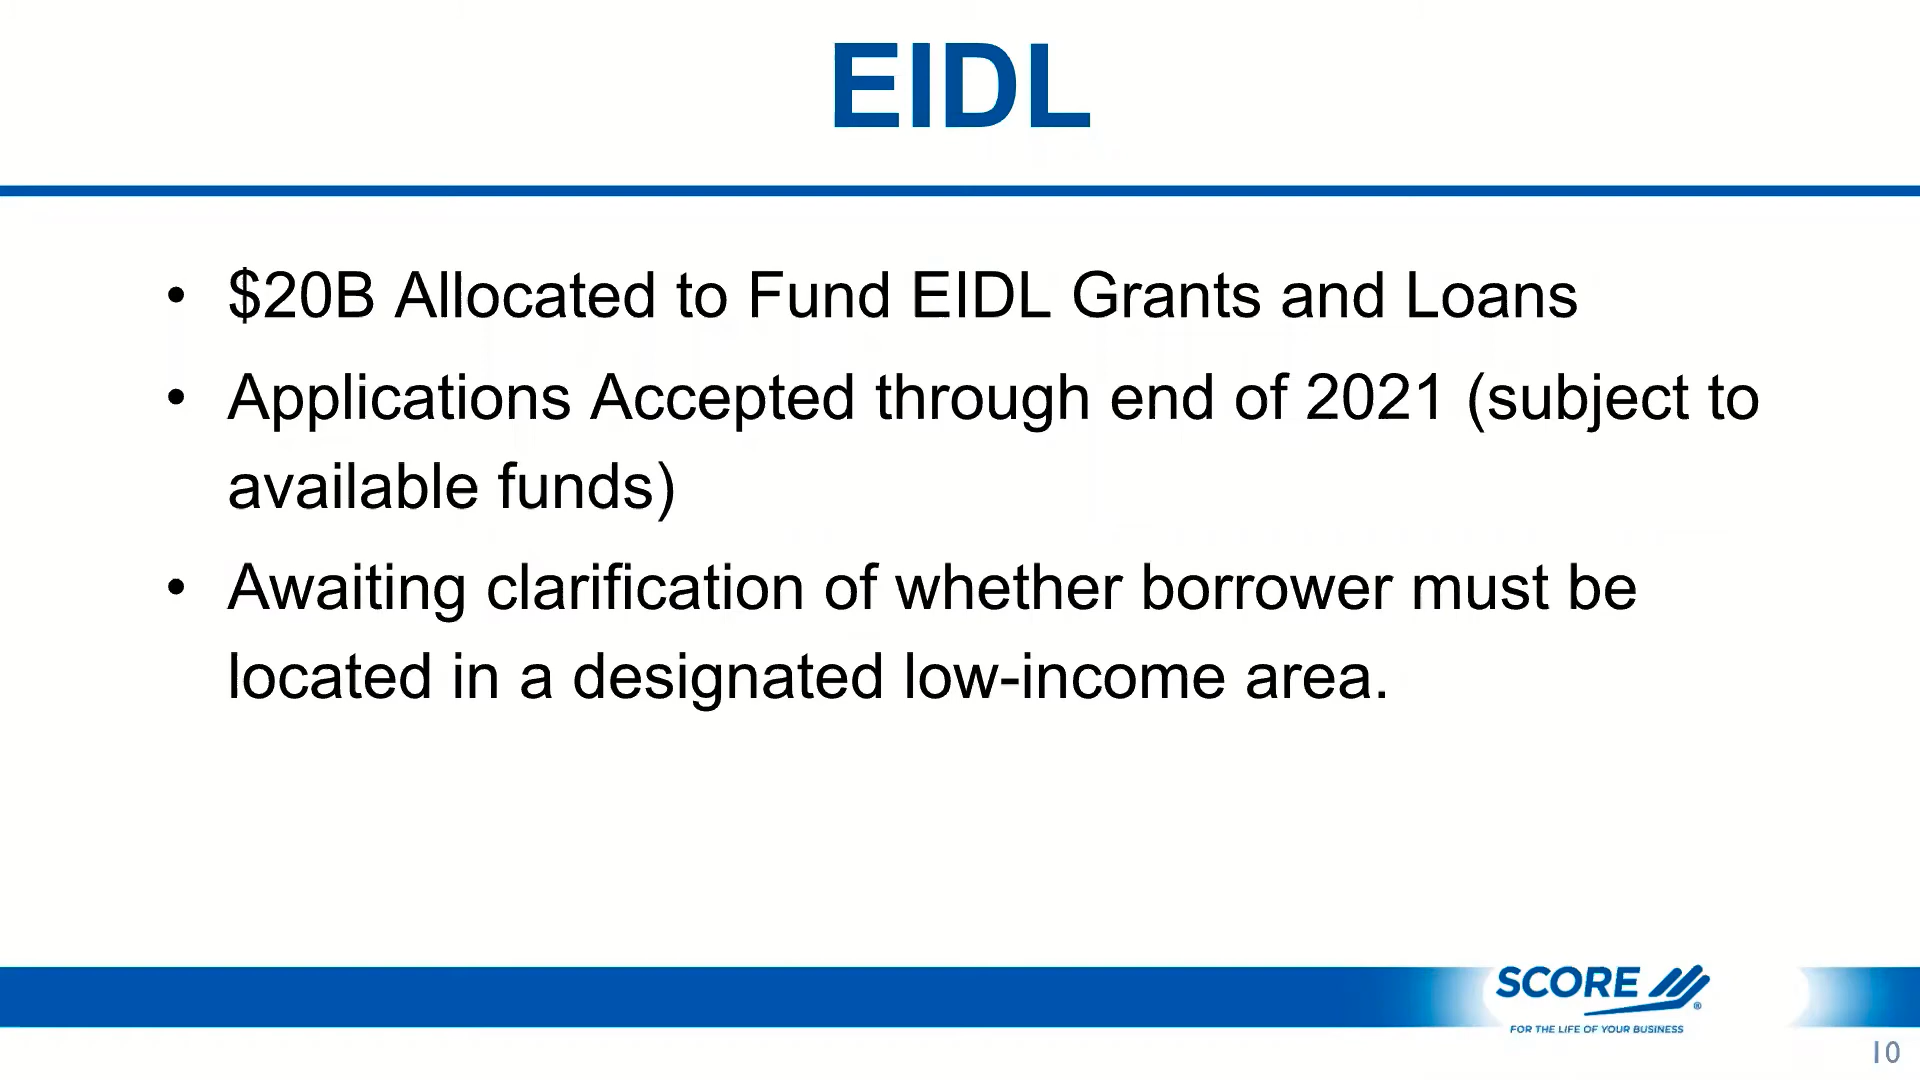 EIDL
• $20B Allocated to Fund EIDL Grants and Loans
• Applications Accepted through end of 2021 (subject to
available funds)
• Awaiting clarification of whether borrower must be
located in a designated low-income area.
SCORE
®
FOR THE LIFE OF YOUR BUSINESS
10